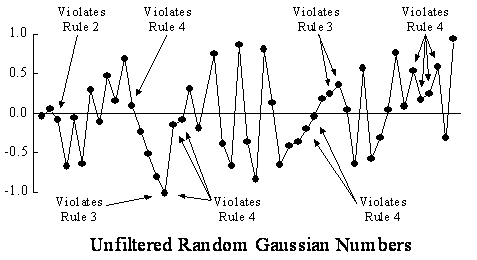 Violates
Rule 2
Violates
Rule 4
Violates
Rule 3
Violates
Rule 4
1.0
0.5
0.0
-0.5
-1.0
Violates
Rule 3
Violates
Rule 4
Violates
Rule 4
Unfiltered Random Gaussian Numbers